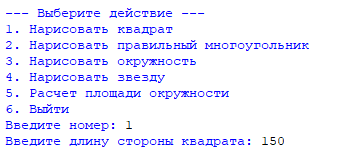 --- Выберите действие ---
1. Нарисовать квадрат
2. Нарисовать правильный многоугольник
3. Нарисовать окружность
4. Нарисовать звезду
5. Расчет площади окружности
6. Выйти
Введите номер: 1
Введите длину стороны квадрата: 150